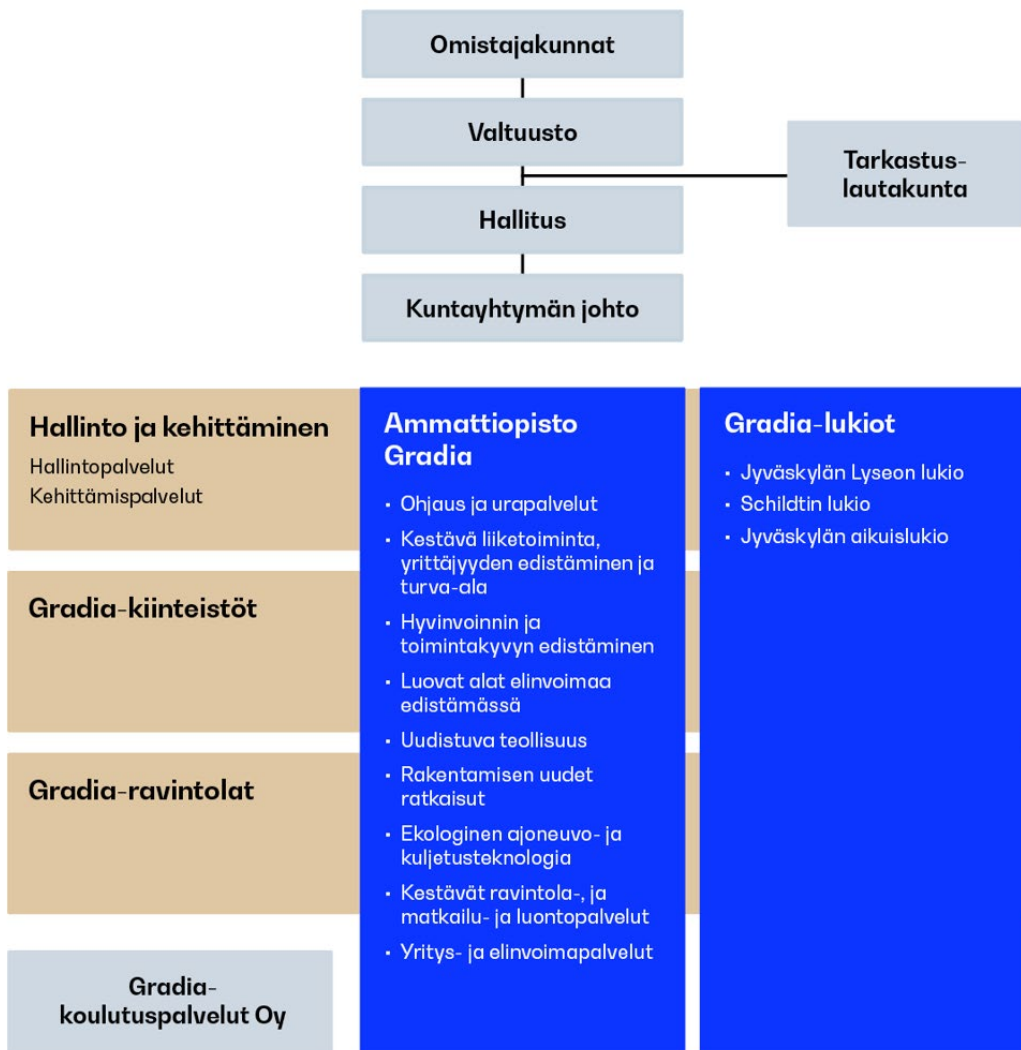 Omistajakunnat
Valtuusto
Tarkastus-
lautakunta
Hallitus
Kuntayhtymän johto
Hallinto ja kehittäminen
Hallintopalvelut
Kehittämispalvelut
Gradia-kiinteistöt
Gradia-ravintolat
Gradia-
koulutuspalvelut Oy
Ammattiopisto
Gradia
• Ohjaus ja urapalvelut
• Kestävä liiketoiminta,
yrittäjyyden edistäminen ja
turva-ala
• Hyvinvoinnin ja
toimintakyvyn edistäminen
• Luovat alat elinvoimaa
edistämässä
• Uudistuva teollisuus
• Rakentamisen uudet
ratkaisut
• Ekologinen ajoneuvo- ja
kuljetusteknologia
• Kestävät ravintola-, ja
matkailu- ja luontopalvelut
• Yritys- ja elinvoimapalvelut
Gradia-lukiot
• Jyväskylän Lyseon lukio
• Schildtin lukio
• Jyväskylän aikuislukio